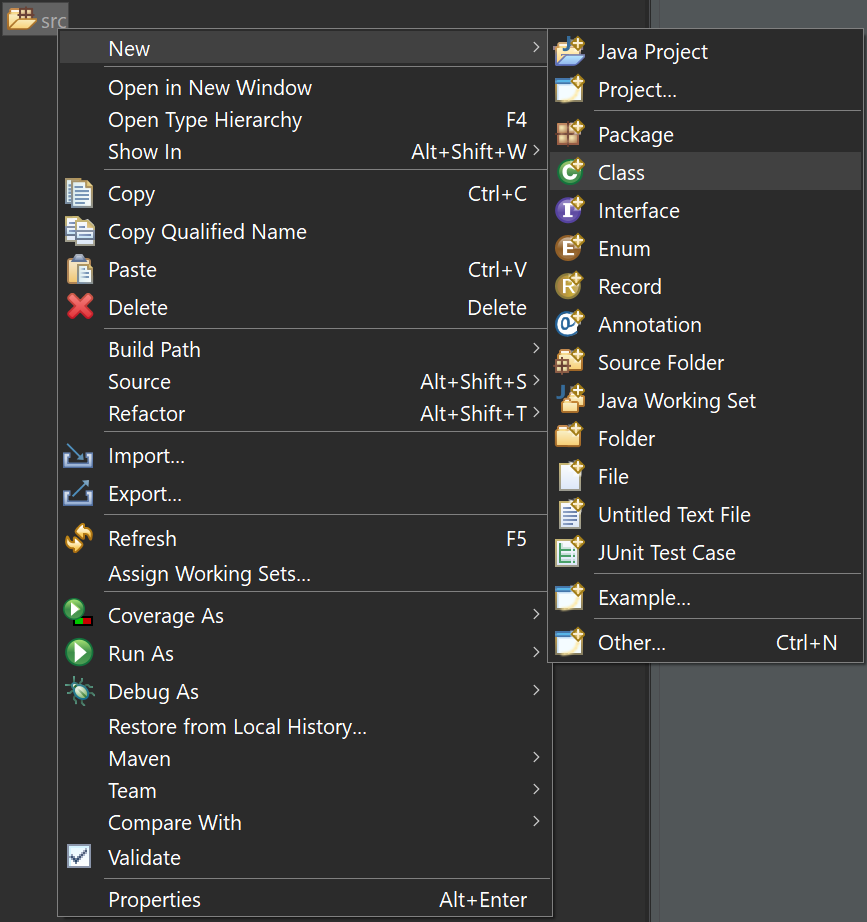 src
New
Open in New Window
Open Type Hierarchy F4
Show In Alt+Shift+W
Copy Ctrl+C
Copy Qualified Name
Paste Ctrl+V
Delete Delete
Build Path
Source Alt+Shift+S
Refactor Alt+Shift+T
Import...
Export...
Refresh F5
Assign Working Sets...
Coverage As
Run As
Debug As
Restore from Local History...
Maven
Team
Compare With
Validate
Properties Alt+Enter
Java Project
Project...
Package
Class
Interface
Enum
Record
Annotation
Source Folder
Java Working Set
Folder
File
Untitled Text File
JUnit Test Case
Example...
Other... Ctrl+N